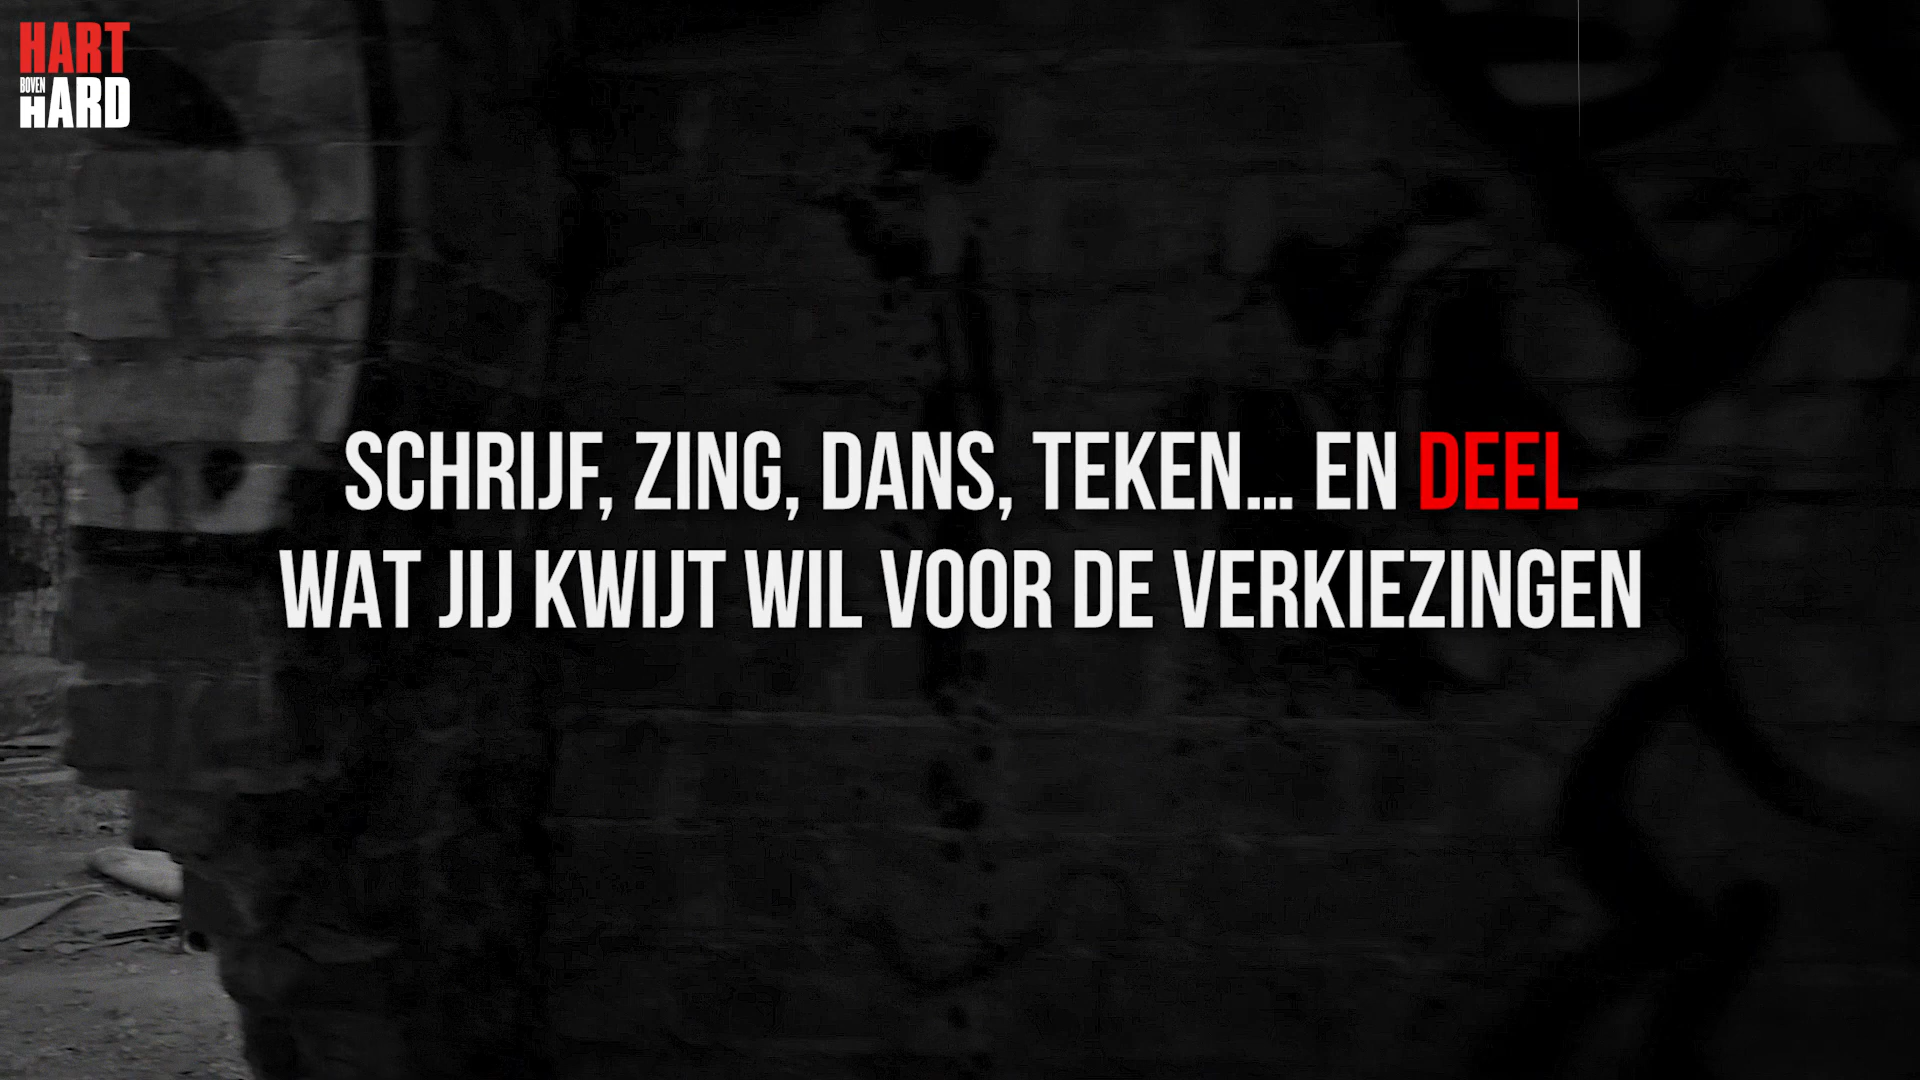 HART
BOVEN
HARD
SCHRIJF, ZING, DANS, TEKEN... EN DEEL
WAT JIJ KWIJT WIL VOOR DE VERKIEZINGEN